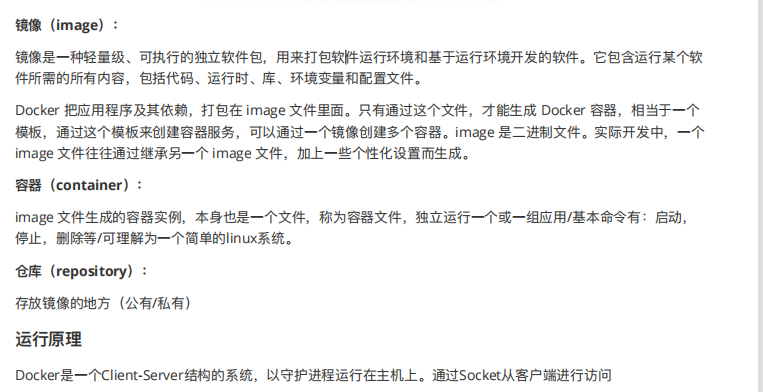 镜像（image）：
镜像是一种轻量级、可执行的独立软件包，用来打包软件运行环境和基于运行环境开发的软件。它包含运行某个软
件所需的所有内容，包括代码、运行时、库、环境变量和配置文件。
Docker 把应用程序及其依赖，打包在 image 文件里面。只有通过这个文件，才能生成 Docker 容器，相当于一个
模板，通过这个模板来创建容器服务，可以通过一个镜像创建多个容器。image 是二进制文件。实际开发中，一个
image 文件往往通过继承另一个 image 文件，加上一些个性化设置而生成。
容器（container）：
image 文件生成的容器实例，本身也是一个文件，称为容器文件，独立运行一个或一组应用/基本命令有：启动，
停止，删除等/可理解为一个简单的linux系统。
仓库（repository）：
存放镜像的地方（公有/私有）
运行原理
Docker是一个Client-Server结构的系统，以守护进程运行在主机上。通过Socket从客户端进行访问